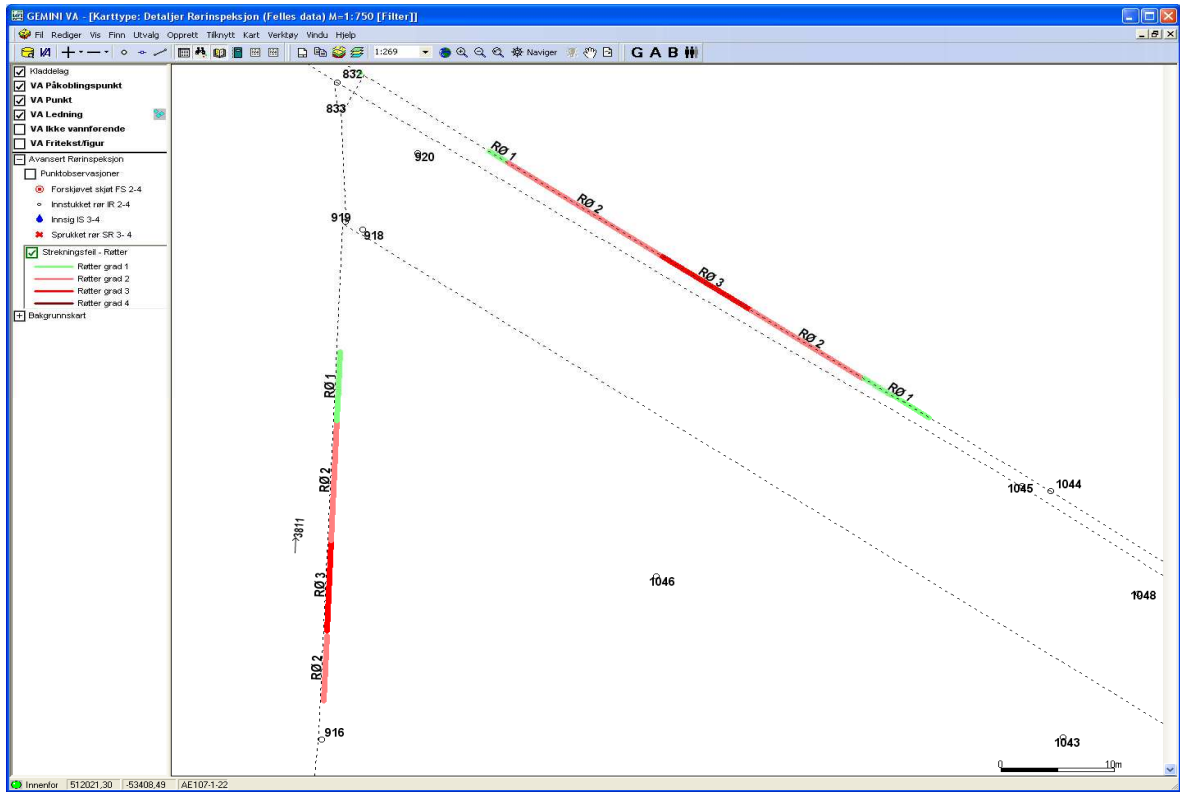 GEMINI VA - [Karttype: Detaljer Rørinspeksjon (Felles data) M=1:750 [Filter]]
Fil Rediger Vis Finn Utvalg Opprett Tilknytt Kart Verktøy Vindu Hjelp
1:269 Naviger G A B
Kladdelag
VA Påkoblingspunkt
VA Punkt
VA Ledning
VA Ikke vannførende
VA Fritekst/figur
Avansert Rørinspeksjon
Punktobservasjoner
Forskjøvet skjøt FS 2-4
Innstukket rør IR 2-4
Innsig IS 3-4
Sprukket rør SR 3- 4
Strekningsfeil - Røtter
Røtter grad 1
Røtter grad 2
Røtter grad 3
Røtter grad 4
Bakgrunnskart
832
833
920
919
918
RØ 1
RØ 2
RØ 3
RØ 2
RØ 1
RØ 1
RØ 2
3811
RØ 3
RØ 2
916
1045
1044
1046
1048
1043
0 10m
Innenfor 512021,30 -53408,49 AE107-1-22